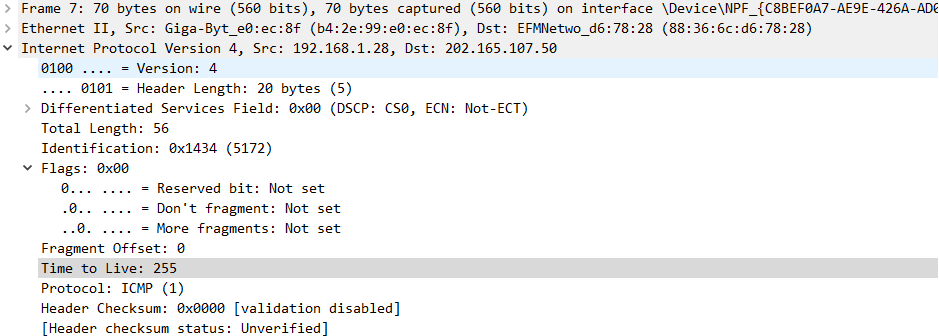 Frame 7: 70 bytes on wire (560 bits), 70 bytes captured (560 bits) on interface \Device\NPF_{C8BEF0A7-AE9E-426A-AD0
Ethernet II, Src: Giga-Byt_e0:ec:8f (b4:2e:99:e0:ec:8f), Dst: EFMNetwo_d6:78:28 (88:36:6c:d6:78:28)
Internet Protocol Version 4, Src: 192.168.1.28, Dst: 202.165.107.50
0100 .... = Version: 4
.... 0101 = Header Length: 20 bytes (5)
Differentiated Services Field: 0x00 (DSCP: CS0, ECN: Not-ECT)
Total Length: 56
Identification: 0x1434 (5172)
Flags: 0x00
0... .... = Reserved bit: Not set
.0.. .... = Don't fragment: Not set
..0. .... = More fragments: Not set
Fragment Offset: 0
Time to Live: 255
Protocol: ICMP (1)
Header Checksum: 0x0000 [validation disabled]
[Header checksum status: Unverified]